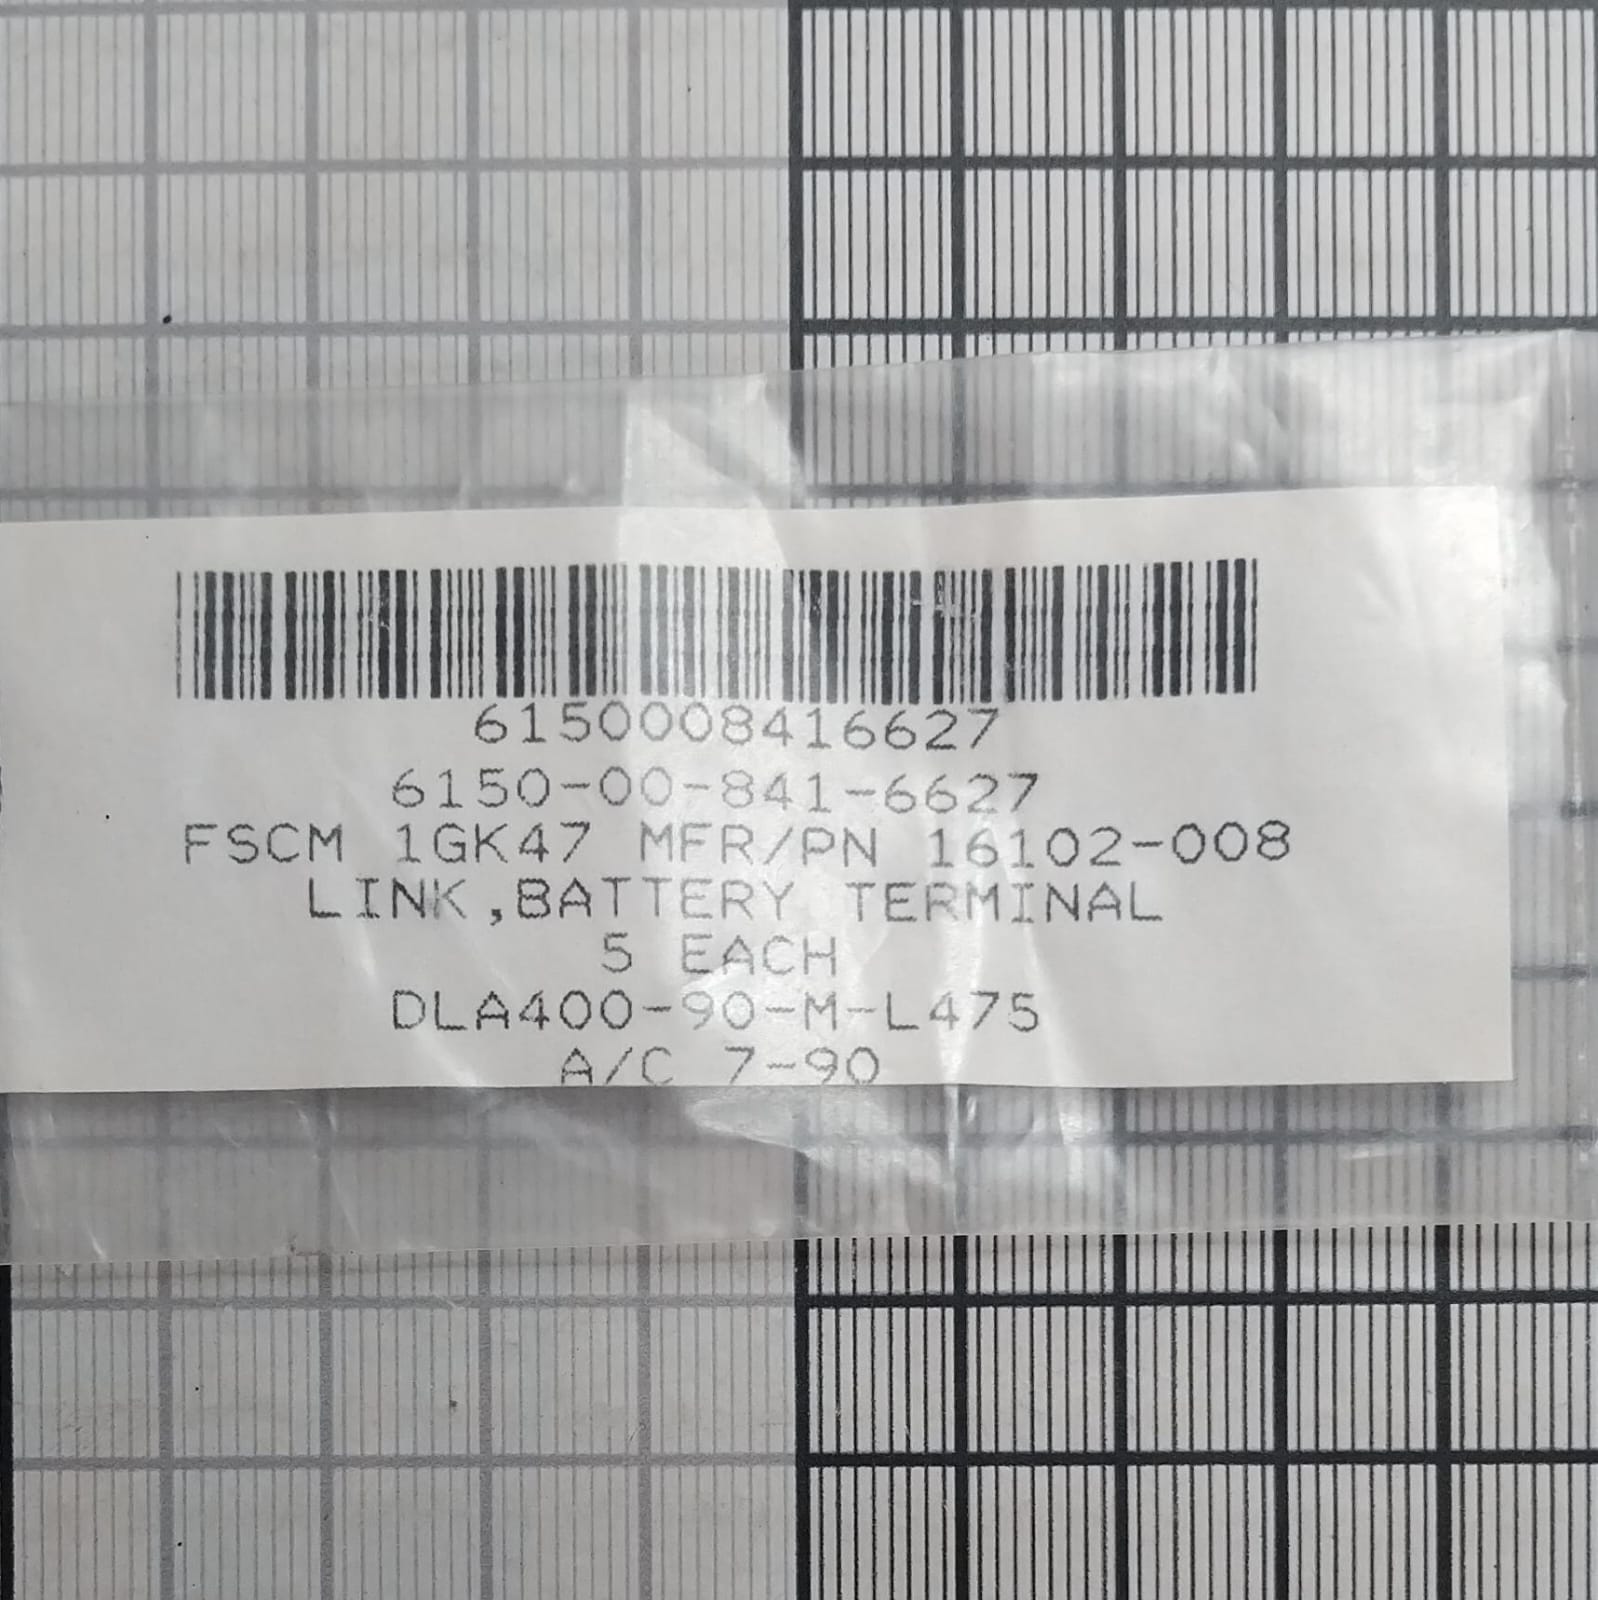 6150008416627
6150-00-841-6627
FSCM 1GK47 MFR/PN 16102-008
LINK,BATTERY TERMINAL
5 EACH
DLA400-90-M-L475
A/C 7-90